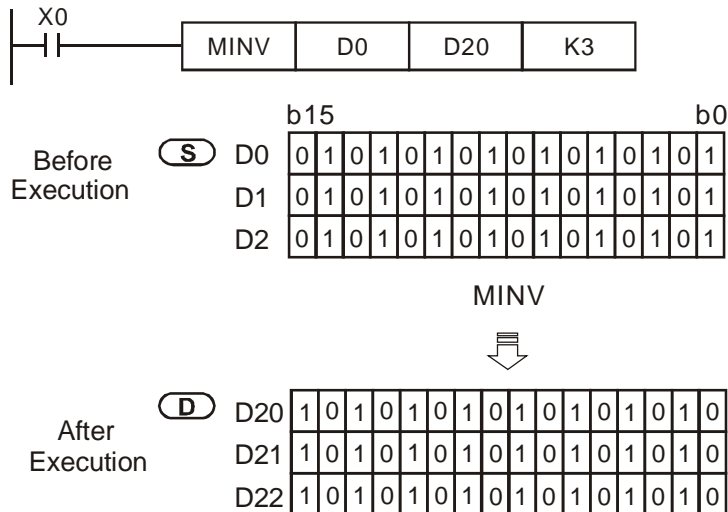 X0
MINV D0 D20 K3
b15 b0
Before Execution
S D0 0 1 0 1 0 1 0 1 0 1 0 1 0 1 0 1
D1 0 1 0 1 0 1 0 1 0 1 0 1 0 1 0 1
D2 0 1 0 1 0 1 0 1 0 1 0 1 0 1 0 1
MINV
After Execution
D D20 1 0 1 0 1 0 1 0 1 0 1 0 1 0 1 0
D21 1 0 1 0 1 0 1 0 1 0 1 0 1 0 1 0
D22 1 0 1 0 1 0 1 0 1 0 1 0 1 0 1 0